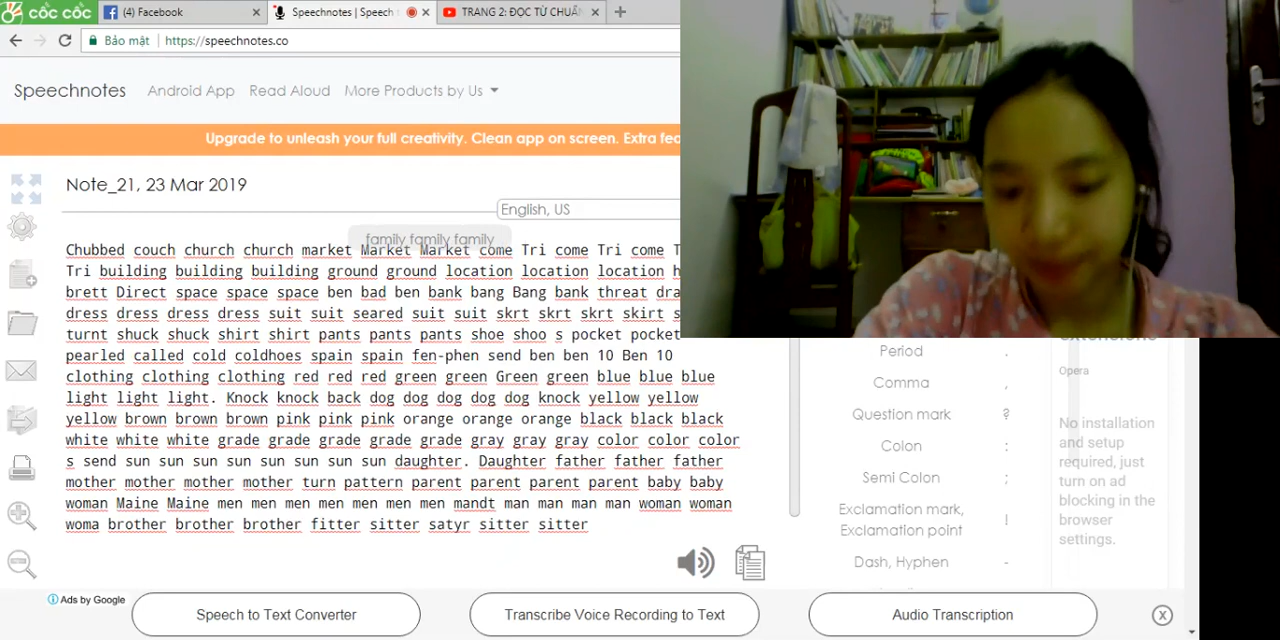 cốc cốc
(4) Facebook
Speechnotes | Speech
TRANG 2: ĐỌC TỪ CHUẨ
Bảo mật
https://speechnotes.co
Speechnotes Android App Read Aloud More Products by Us
Upgrade to unleash your full creativity. Clean app on screen. Extra fea
Note_21, 23 Mar 2019
English, US
family family family
Chubbed couch church church market Market Market come Tri come Tri come T
Tri building building building ground ground location location location h
brett Direct space space space ben bad ben bank bang Bang bank threat dra
dress dress dress dress suit suit seared suit suit skrt skrt skrt skirt s
turnt shuck shuck shirt shirt pants pants pants shoe shoo s pocket pocket
pearled called cold coldhoes spain spain fen-phen send ben ben 10 Ben 10
clothing clothing clothing red red red green green Green green blue blue blue
light light light. Knock knock back dog dog dog dog dog knock yellow yellow
yellow brown brown brown pink pink pink orange orange orange black black black
white white white grade grade grade grade grade gray gray gray color color color
s send sun sun sun sun sun sun sun sun daughter. Daughter father father father
mother mother mother mother turn pattern parent parent parent parent baby baby
woman Maine Maine men men men men men men men mandt man man man man woman woman
woma brother brother brother fitter sitter satyr sitter sitter
Period .
Comma ,
Question mark ?
Colon :
Semi Colon ;
Exclamation mark,
Exclamation point !
Dash, Hyphen -
Opera
No installation
and setup
required, just
turn on ad
blocking in the
browser
settings.
Ads by Google
Speech to Text Converter
Transcribe Voice Recording to Text
Audio Transcription